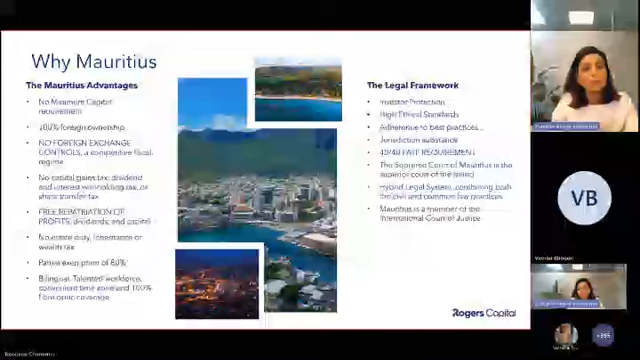 Why Mauritius
The Mauritius Advantages
No Minimum Capital
requirement
100% foreign ownership
NO FOREIGN EXCHANGE
CONTROLS, a competitive fiscal
regime
No capital gains tax, dividend
and interest withholding tax, or
share transfer tax
FREE REPATRIATION OF
PROFITS, dividends, and capital
No estate duty, inheritance or
wealth tax
Partial exemption of 80%
Bilingual, Talented workforce,
convenient time zone and 100%
fibre optic coverage
The Legal Framework
Investor Protection
High Ethical Standards
Adherence to best practices
Jurisdiction substance
40/40 FATF REQUIREMENT
The Supreme Court of Mauritius is the
superior court of the island
Hybrid Legal System, combining both
the civil and common law practices
Mauritius is a member of the
International Court of Justice
Rogers Capital
VB